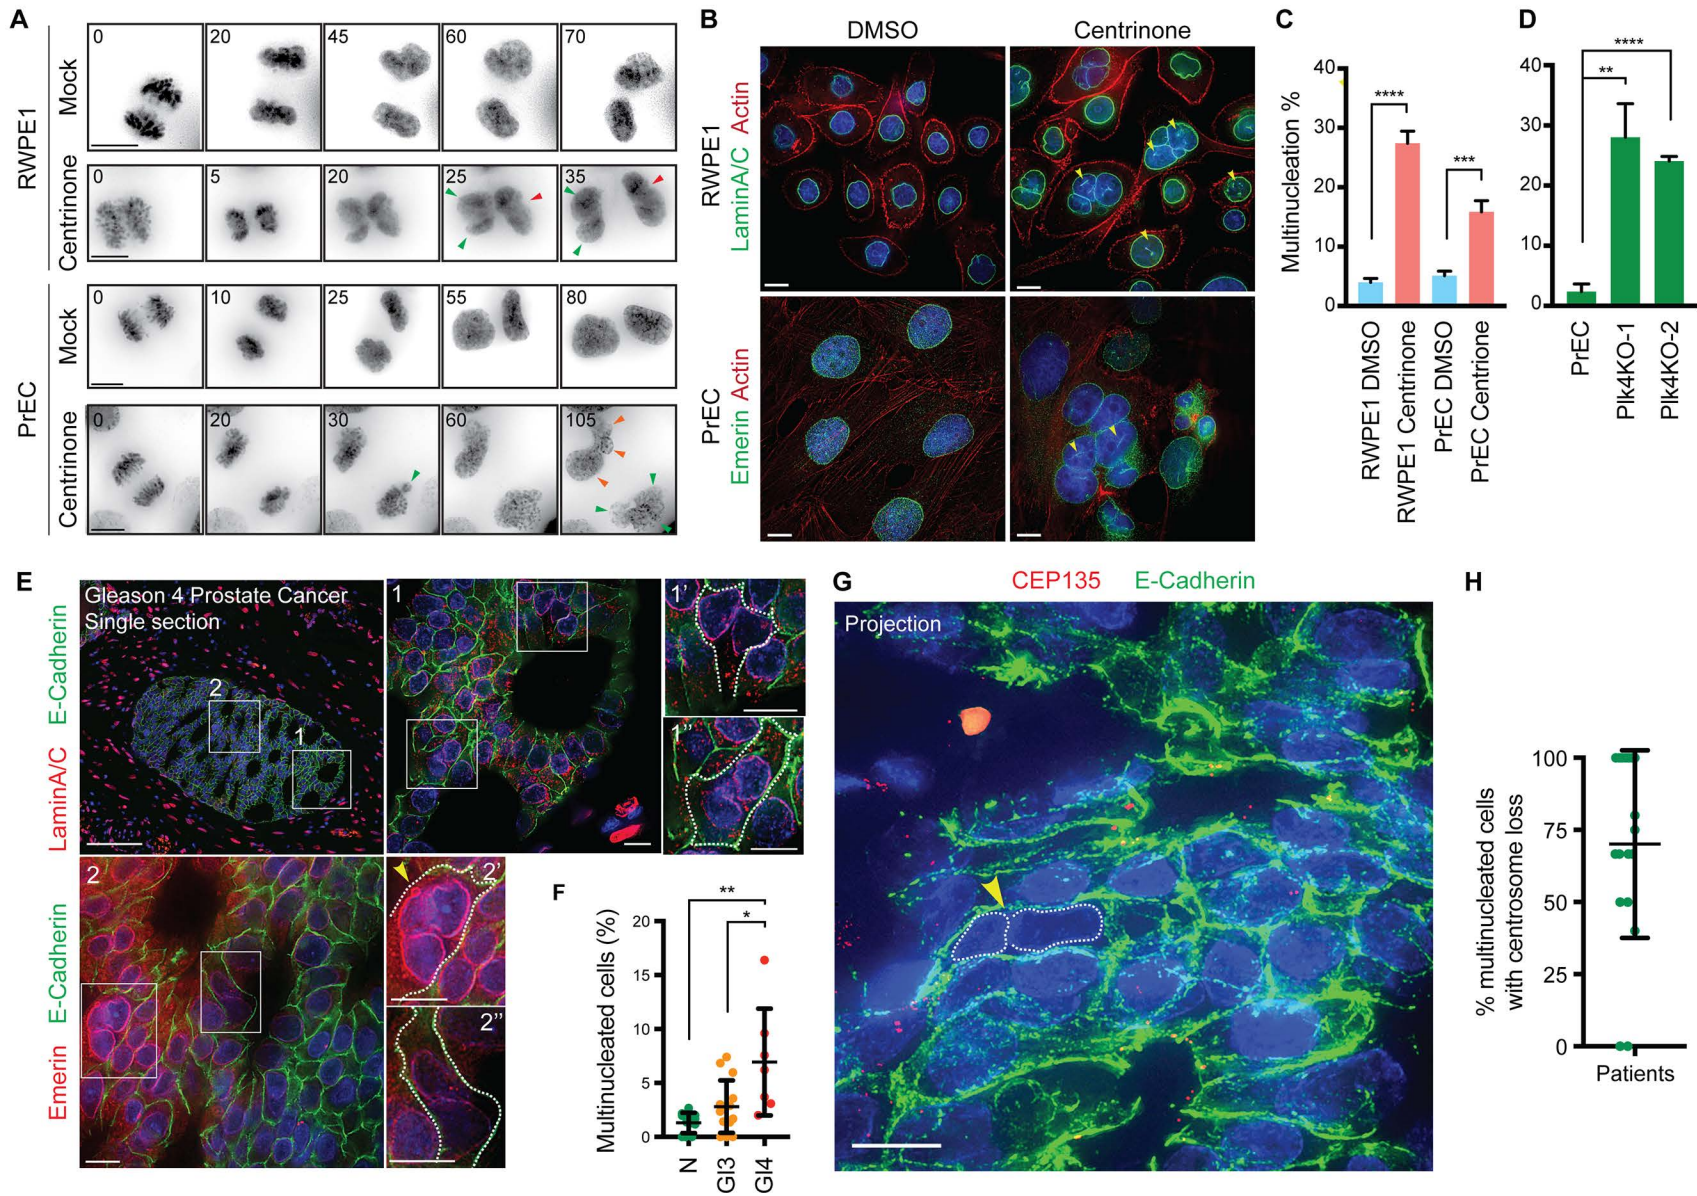 A
RWPE1
Mock
0
20
45
60
70
Centrinone
0
5
20
25
35
PrEC
Mock
0
10
25
55
80
Centrinone
0
20
30
60
105
B
DMSO
Centrinone
RWPE1
LaminA/C Actin
PrEC
Emerin Actin
C
Multinucleation %
40
30
20
10
0
****
***
RWPE1 DMSO
RWPE1 Centrinone
PrEC DMSO
PrEC Centrinone
D
40
30
20
10
0
****
**
PrEC
Plk4KO-1
Plk4KO-2
E
LaminA/C E-Cadherin
Gleason 4 Prostate Cancer
Single section
2
1
1
1'
1"
Emerin E-Cadherin
2
2'
2"
F
Multinucleated cells (%)
20
15
10
5
0
**
*
N
Gl3
Gl4
G
CEP135 E-Cadherin
Projection
H
% multinucleated cells
with centrosome loss
100
75
50
25
0
Patients